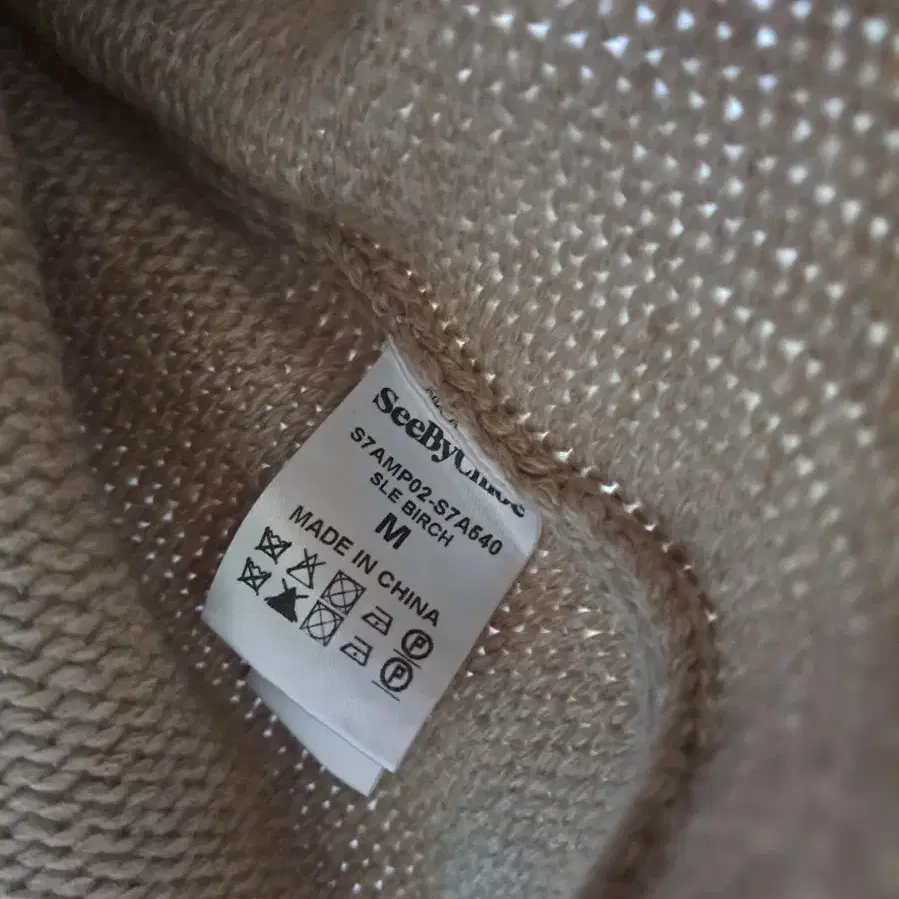 SeeByChloé
S7AMP02-S7A640
SLE BIRCH
M
MADE IN CHINA
P
P